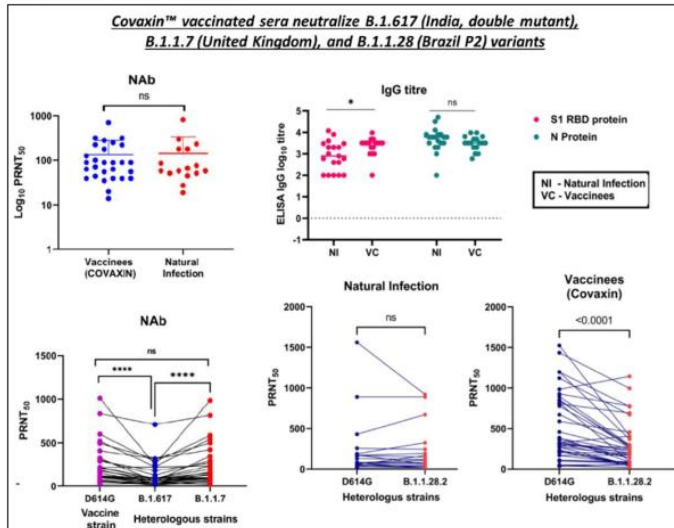 Covaxin™ vaccinated sera neutralize B.1.617 (India, double mutant),
B.1.1.7 (United Kingdom), and B.1.1.28 (Brazil P2) variants
NAb
ns
Log10 PRNT50
1000
100
10
1
Vaccinees
(COVAXIN)
Natural
Infection
IgG titre
*
ns
ELISA IgG log10 titre
5
4
3
2
1
0
-1
NI
VC
NI
VC
S1 RBD protein
N Protein
NI - Natural Infection
VC - Vaccinees
NAb
ns
****
****
PRNT50
1500
1000
500
0
D614G
B.1.617
B.1.1.7
Vaccine
strain
Heterologous strains
Natural Infection
ns
PRNT50
2000
1500
1000
500
0
D614G
B.1.1.28.2
Heterologus strains
Vaccinees
(Covaxin)
<0.0001
PRNT50
2000
1500
1000
500
0
D614G
B.1.1.28.2
Heterologus strains